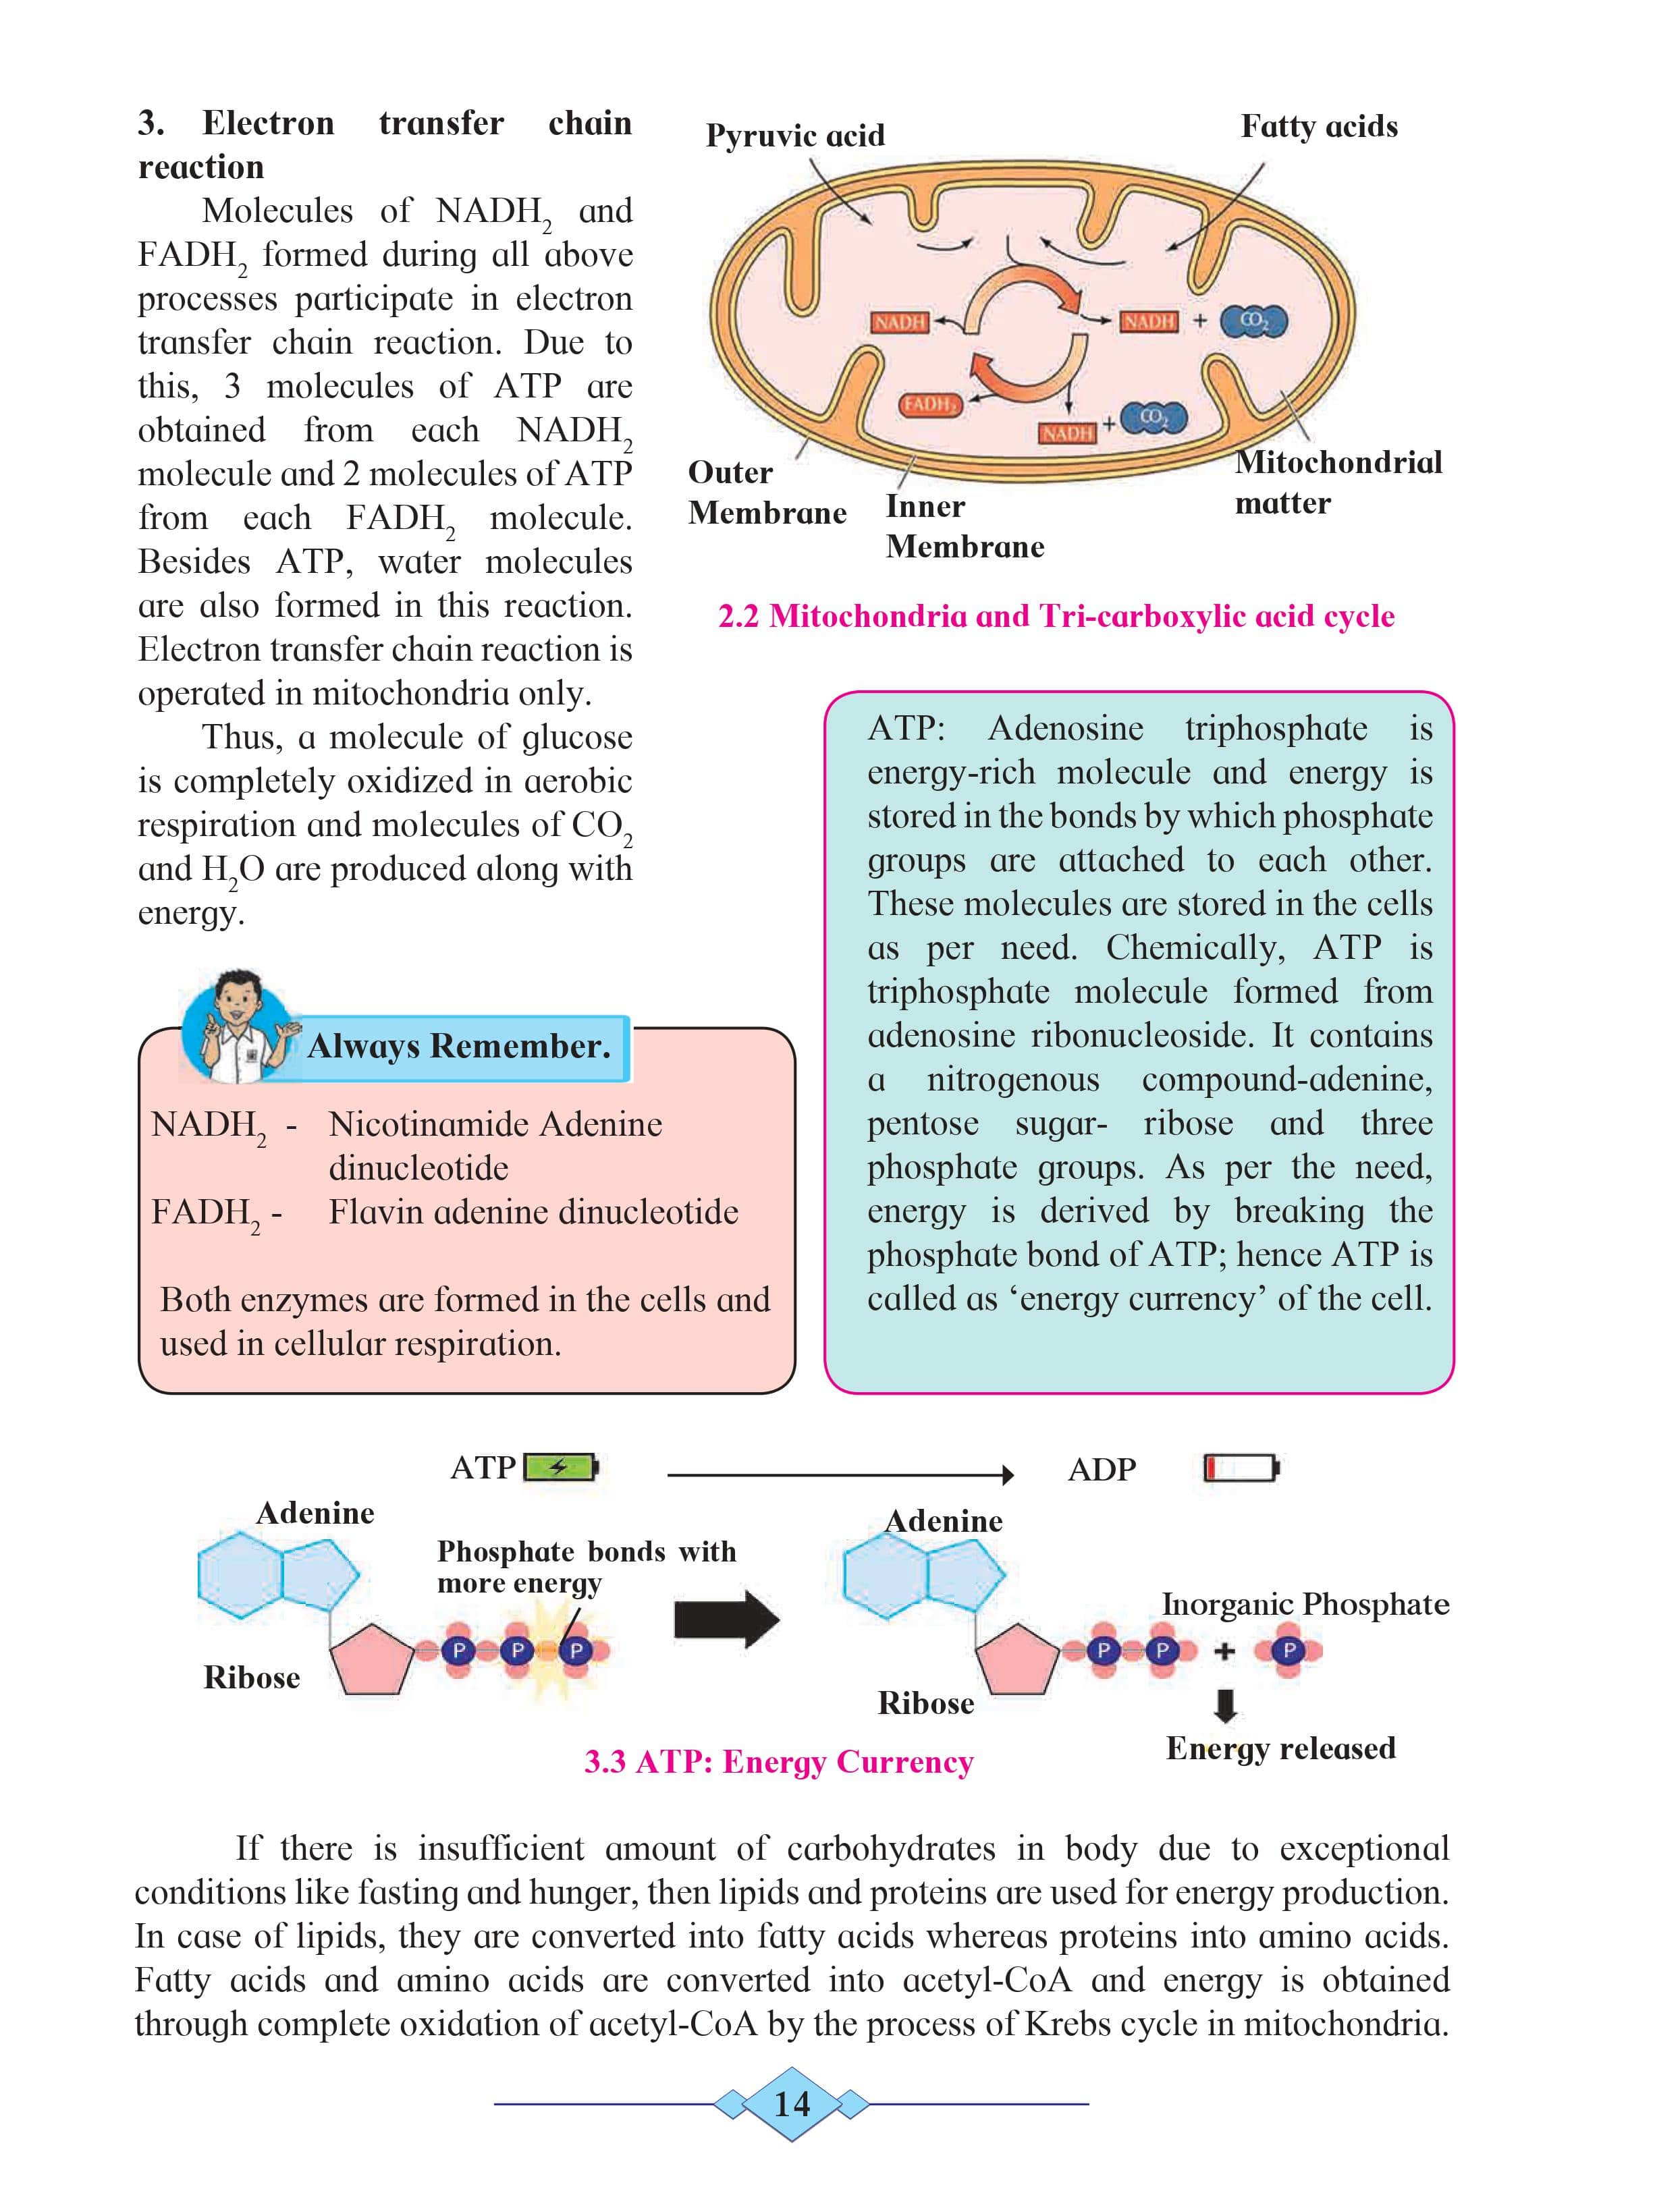 3. Electron transfer chain
reaction
Molecules of NADH₂ and
FADH₂ formed during all above
processes participate in electron
transfer chain reaction. Due to
this, 3 molecules of ATP are
obtained from each NADH₂
molecule and 2 molecules of ATP
from each FADH₂ molecule.
Besides ATP, water molecules
are also formed in this reaction.
Electron transfer chain reaction is
operated in mitochondria only.
Thus, a molecule of glucose
is completely oxidized in aerobic
respiration and molecules of CO₂
and H₂O are produced along with
energy.
Pyruvic acid
Fatty acids
NADH
NADH + CO₂
FADH₂
NADH + CO₂
Outer
Membrane
Inner
Membrane
Mitochondrial
matter
2.2 Mitochondria and Tri-carboxylic acid cycle
ATP: Adenosine triphosphate is
energy-rich molecule and energy is
stored in the bonds by which phosphate
groups are attached to each other.
These molecules are stored in the cells
as per need. Chemically, ATP is
triphosphate molecule formed from
adenosine ribonucleoside. It contains
a nitrogenous compound-adenine,
pentose sugar- ribose and three
phosphate groups. As per the need,
energy is derived by breaking the
phosphate bond of ATP; hence ATP is
called as ‘energy currency’ of the cell.
Always Remember.
NADH₂ - Nicotinamide Adenine
dinucleotide
FADH₂ - Flavin adenine dinucleotide
Both enzymes are formed in the cells and
used in cellular respiration.
ATP
ADP
Adenine
Phosphate bonds with
more energy
P P P
Ribose
Adenine
Inorganic Phosphate
P P + P
Ribose
Energy released
3.3 ATP: Energy Currency
If there is insufficient amount of carbohydrates in body due to exceptional
conditions like fasting and hunger, then lipids and proteins are used for energy production.
In case of lipids, they are converted into fatty acids whereas proteins into amino acids.
Fatty acids and amino acids are converted into acetyl-CoA and energy is obtained
through complete oxidation of acetyl-CoA by the process of Krebs cycle in mitochondria.
14